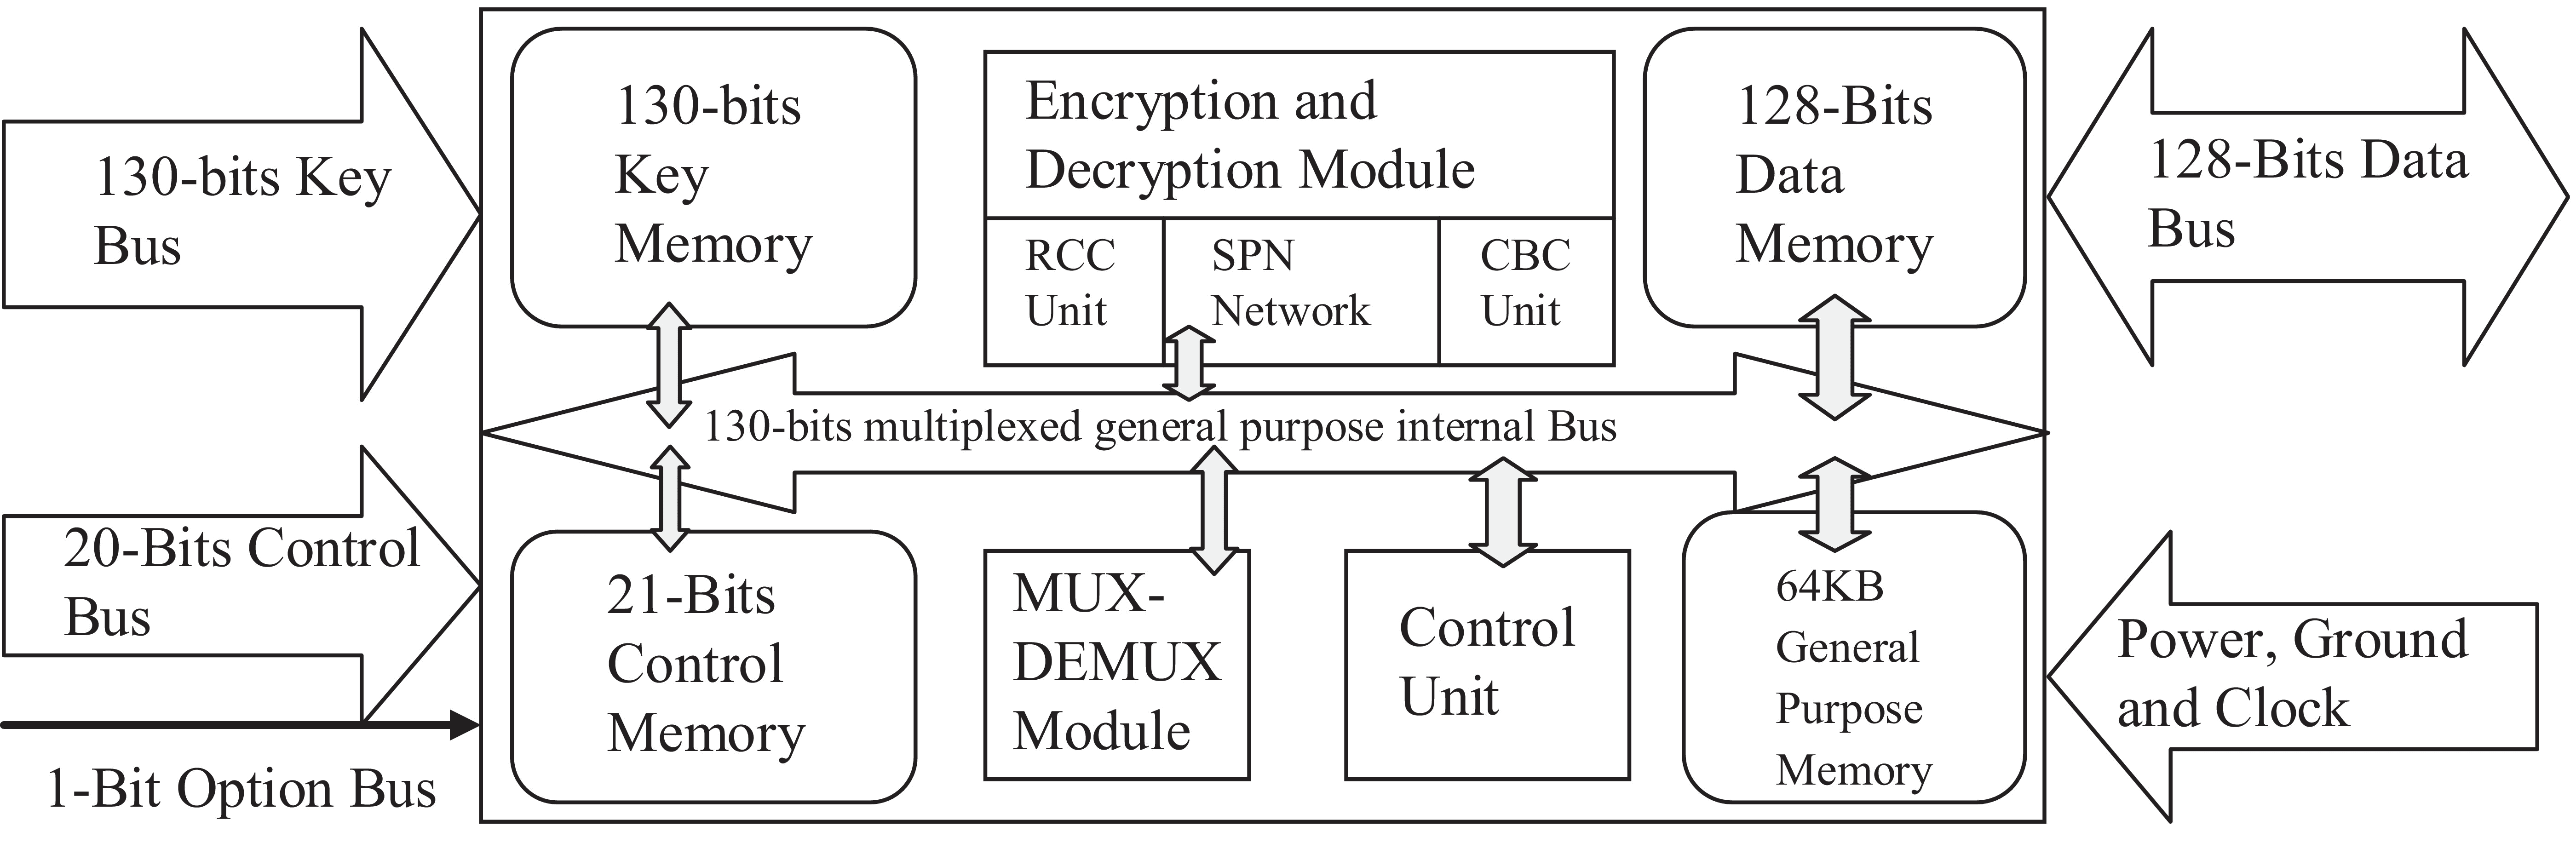 130-bits Key
Bus
20-Bits Control
Bus
1-Bit Option Bus
130-bits
Key
Memory
Encryption and
Decryption Module
RCC
Unit
SPN
Network
CBC
Unit
128-Bits
Data
Memory
130-bits multiplexed general purpose internal Bus
21-Bits
Control
Memory
MUX-
DEMUX
Module
Control
Unit
64KB
General
Purpose
Memory
128-Bits Data
Bus
Power, Ground
and Clock